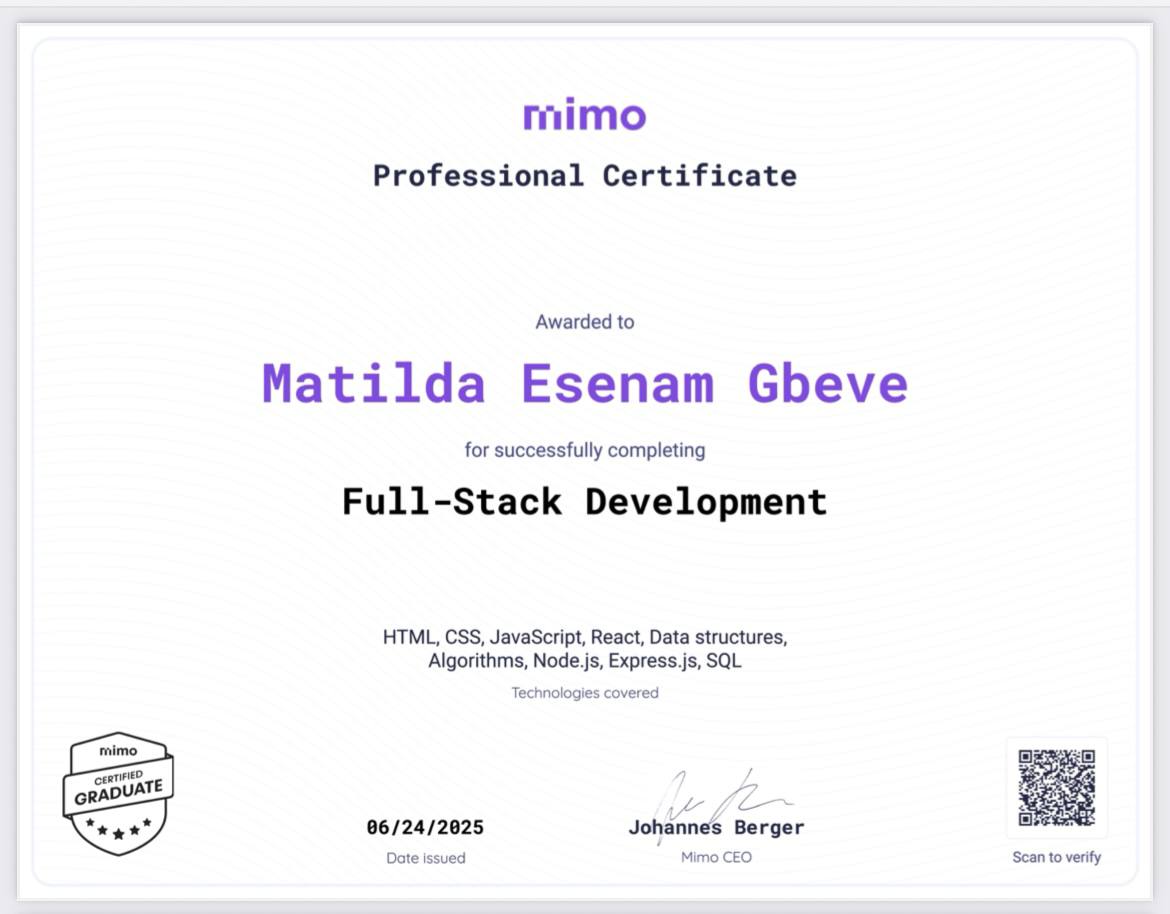 mimo
Professional Certificate
Awarded to
Matilda Esenam Gbeve
for successfully completing
Full-Stack Development
HTML, CSS, JavaScript, React, Data structures,
Algorithms, Node.js, Express.js, SQL
Technologies covered
mimo
CERTIFIED
GRADUATE
06/24/2025
Date issued
Johannes Berger
Mimo CEO
Scan to verify